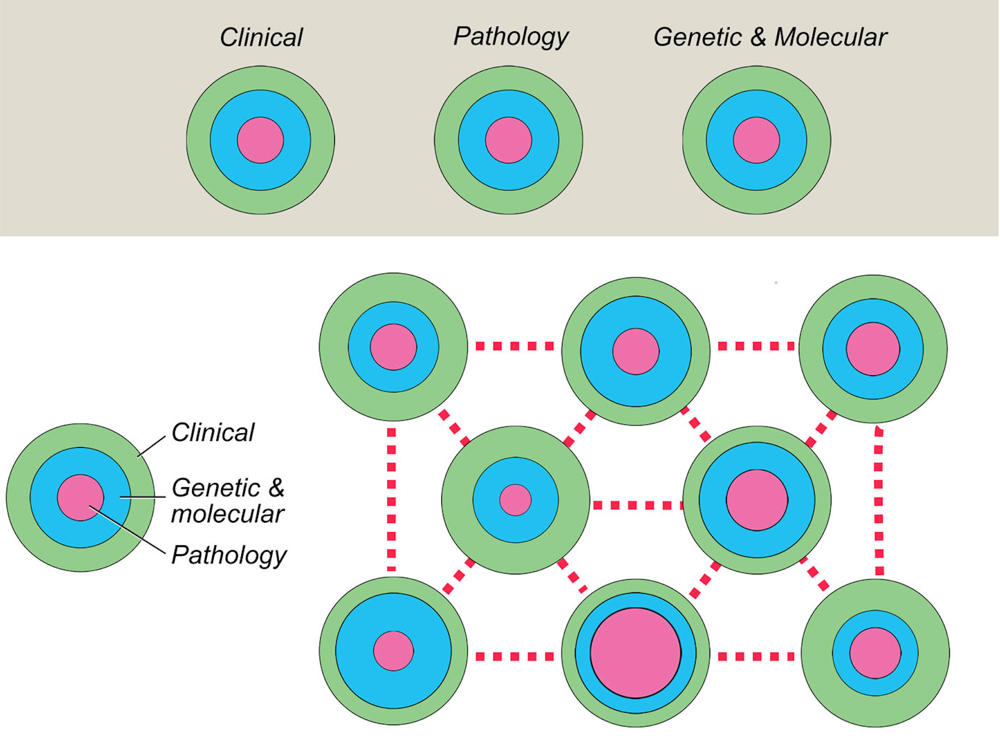 Clinical
Pathology
Genetic & Molecular
Clinical
Genetic &
molecular
Pathology